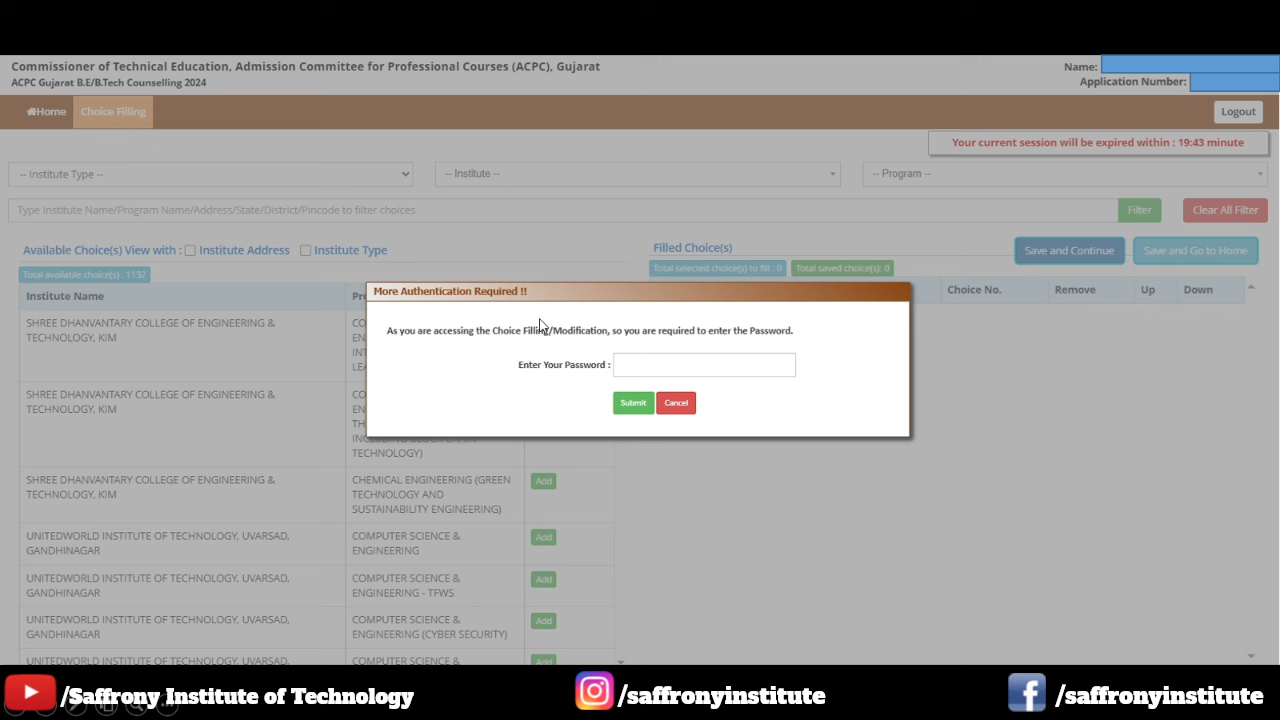 Commissioner of Technical Education, Admission Committee for Professional Courses (ACPC), Gujarat
ACPC Gujarat B.E/B.Tech Counselling 2024
Name:
Application Number:
Home
Choice Filling
Logout
Your current session will be expired within : 19:43 minute
-- Institute Type --
-- Institute --
-- Program --
Type Institute Name/Program Name/Address/State/District/Pincode to filter choices
Filter
Clear All Filter
Available Choice(s) View with : Institute Address Institute Type
Total available choice(s) : 1132
Filled Choice(s)
Total selected choice(s) to fill : 0
Total saved choice(s): 0
Save and Continue
Save and Go to Home
Institute Name
Choice No.
Remove
Up
Down
More Authentication Required !!
As you are accessing the Choice Filling/Modification, so you are required to enter the Password.
Enter Your Password :
Submit
Cancel
SHREE DHANVANTARY COLLEGE OF ENGINEERING &
TECHNOLOGY, KIM
SHREE DHANVANTARY COLLEGE OF ENGINEERING &
TECHNOLOGY, KIM
TECHNOLOGY)
SHREE DHANVANTARY COLLEGE OF ENGINEERING &
TECHNOLOGY, KIM
CHEMICAL ENGINEERING (GREEN
TECHNOLOGY AND
SUSTAINABILITY ENGINEERING)
Add
UNITEDWORLD INSTITUTE OF TECHNOLOGY, UVARSAD,
GANDHINAGAR
COMPUTER SCIENCE &
ENGINEERING
Add
UNITEDWORLD INSTITUTE OF TECHNOLOGY, UVARSAD,
GANDHINAGAR
COMPUTER SCIENCE &
ENGINEERING - TFWS
Add
UNITEDWORLD INSTITUTE OF TECHNOLOGY, UVARSAD,
GANDHINAGAR
COMPUTER SCIENCE &
ENGINEERING (CYBER SECURITY)
Add
UNITEDWORLD INSTITUTE OF TECHNOLOGY, UVARSAD,
COMPUTER SCIENCE &
Add
/Saffrony Institute of Technology
/saffronyinstitute
/saffronyinstitute